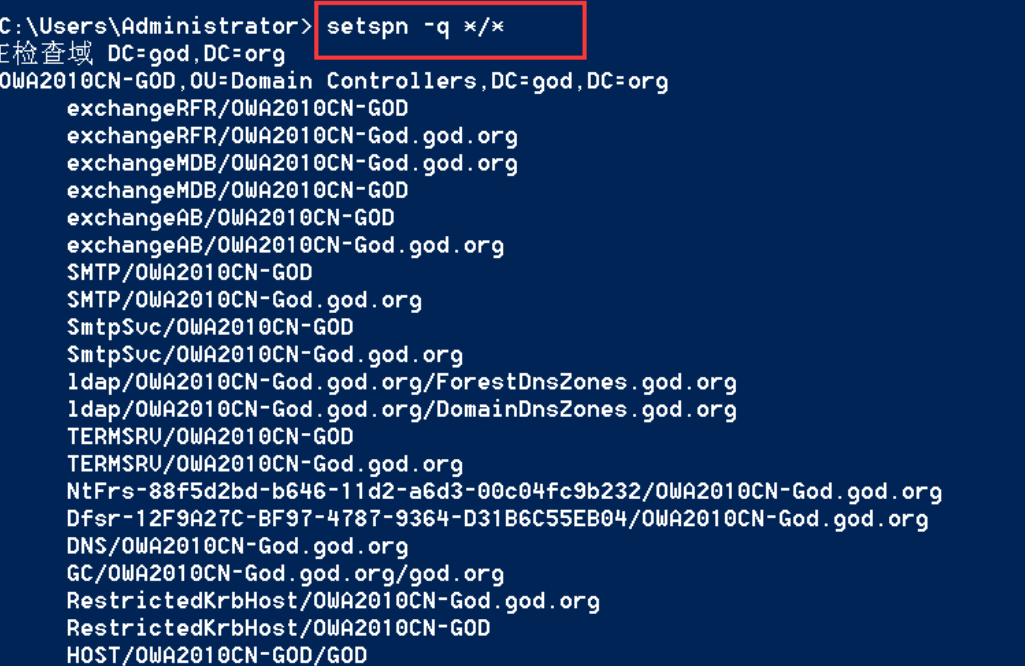 C:\Users\Administrator> setspn -q */*
正检查域 DC=god,DC=org
OWA2010CN-GOD,OU=Domain Controllers,DC=god,DC=org
exchangeRFR/OWA2010CN-GOD
exchangeRFR/OWA2010CN-God.god.org
exchangeMDB/OWA2010CN-God.god.org
exchangeMDB/OWA2010CN-GOD
exchangeAB/OWA2010CN-GOD
exchangeAB/OWA2010CN-God.god.org
SMTP/OWA2010CN-GOD
SMTP/OWA2010CN-God.god.org
SmtpSvc/OWA2010CN-GOD
SmtpSvc/OWA2010CN-God.god.org
ldap/OWA2010CN-God.god.org/ForestDnsZones.god.org
ldap/OWA2010CN-God.god.org/DomainDnsZones.god.org
TERMSRV/OWA2010CN-GOD
TERMSRV/OWA2010CN-God.god.org
NtFrs-88f5d2bd-b646-11d2-a6d3-00c04fc9b232/OWA2010CN-God.god.org
Dfsr-12F9A27C-BF97-4787-9364-D31B6C55EB04/OWA2010CN-God.god.org
DNS/OWA2010CN-God.god.org
GC/OWA2010CN-God.god.org/god.org
RestrictedKrbHost/OWA2010CN-God.god.org
RestrictedKrbHost/OWA2010CN-GOD
HOST/OWA2010CN-GOD/GOD